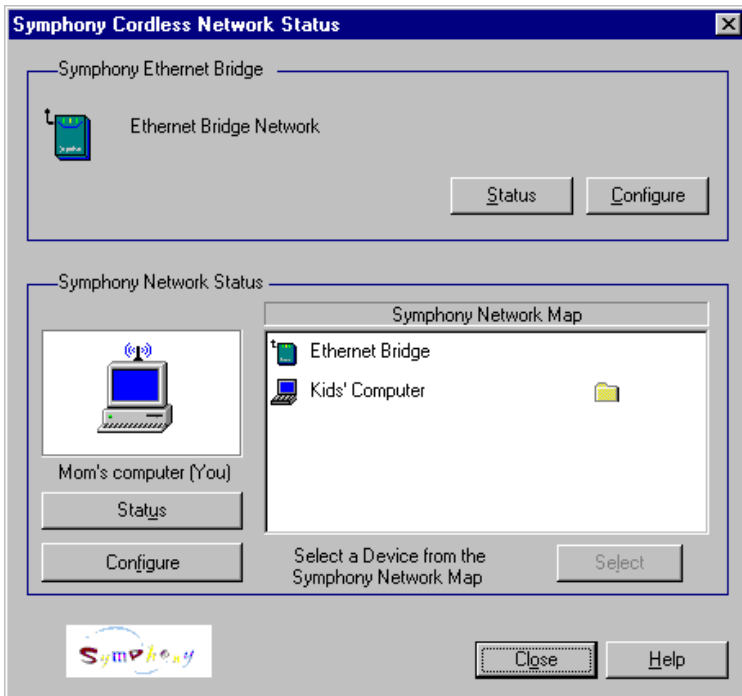 Symphony Cordless Network Status
Symphony Ethernet Bridge
Ethernet Bridge Network
Status
Configure
Symphony Network Status
Symphony Network Map
Ethernet Bridge
Kids' Computer
Mom's computer (You)
Status
Configure
Select a Device from the
Symphony Network Map
Select
Symphony
Close
Help